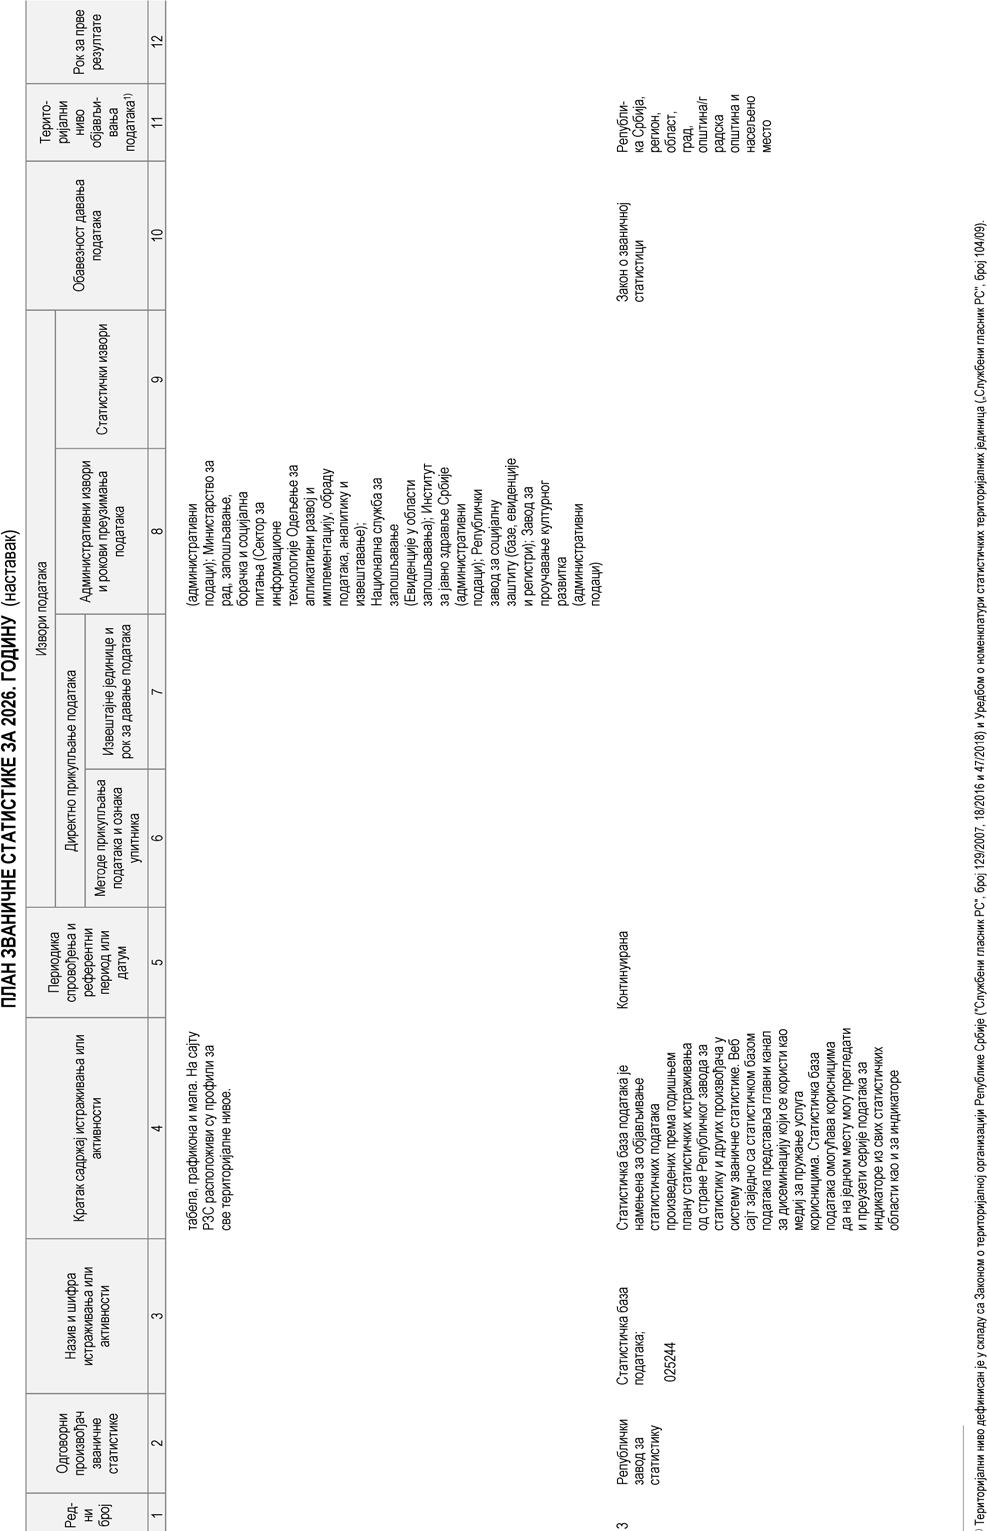 ПЛАН ЗВАНИЧНЕ СТАТИСТИКЕ ЗА 2026. ГОДИНУ (наставак)
Ред-
ни
број
Одговорни
произвођач
званичне
статистике
Назив и шифра
истраживања или
активности
Кратак садржај истраживања или
активности
Периодика
спровођења и
референтни
период или
датум
Извори података
Директно прикупљање података
Методе прикупљања
података и ознака
упитника
Извештајне јединице и
рок за давање података
Административни извори
и рокови преузимања
података
Статистички извори
Обавезност давања
података
Терито-
ријални
ниво
објављи-
вања
података¹⁾
Рок за прве
резултате
1 2 3 4 5 6 7 8 9 10 11 12
табела, графикона и мапа. На сајту
РЗС расположиви су профили за
све територијалне нивое.
(административни
подаци); Министарство за
рад, запошљавање,
борачка и социјална
питања (Сектор за
информационе
технологије Одељење за
апликативни развој и
имплементацију, обраду
података, аналитику и
извештавање);
Национална служба за
запошљавање
(Евиденције у области
запошљавања); Институт
за јавно здравље Србије
(административни
подаци); Републички
завод за социјалну
заштиту (базе, евиденције
и регистри); Завод за
проучавање културног
развитка
(административни
подаци)
3
Републички
завод за
статистику
Статистичка база
података;
025244
Статистичка база података је
намењена за објављивање
статистичких података
произведених према годишњем
плану статистичких истраживања
од стране Републичког завода за
статистику и других произвођача у
систему званичне статистике. Веб
сајт заједно са статистичком базом
података представља главни канал
за дисеминацију који се користи као
медиј за пружање услуга
корисницима. Статистичка база
података омогућава корисницима
да на једном месту могу прегледати
и преузети серије података за
индикаторе из свих статистичких
области као и за индикаторе
Континуирана
Закон о званичној
статистици
Републи-
ка Србија,
регион,
област,
град,
општина/г
радска
општина и
насељено
место
¹⁾ Територијални ниво дефинисан је у складу са Законом о територијалној организацији Републике Србије ("Службени гласник РС", број 129/2007, 18/2016 и 47/2018) и Уредбом о номенклатури статистичких територијалних јединица („Службени гласник РС", број 104/09).